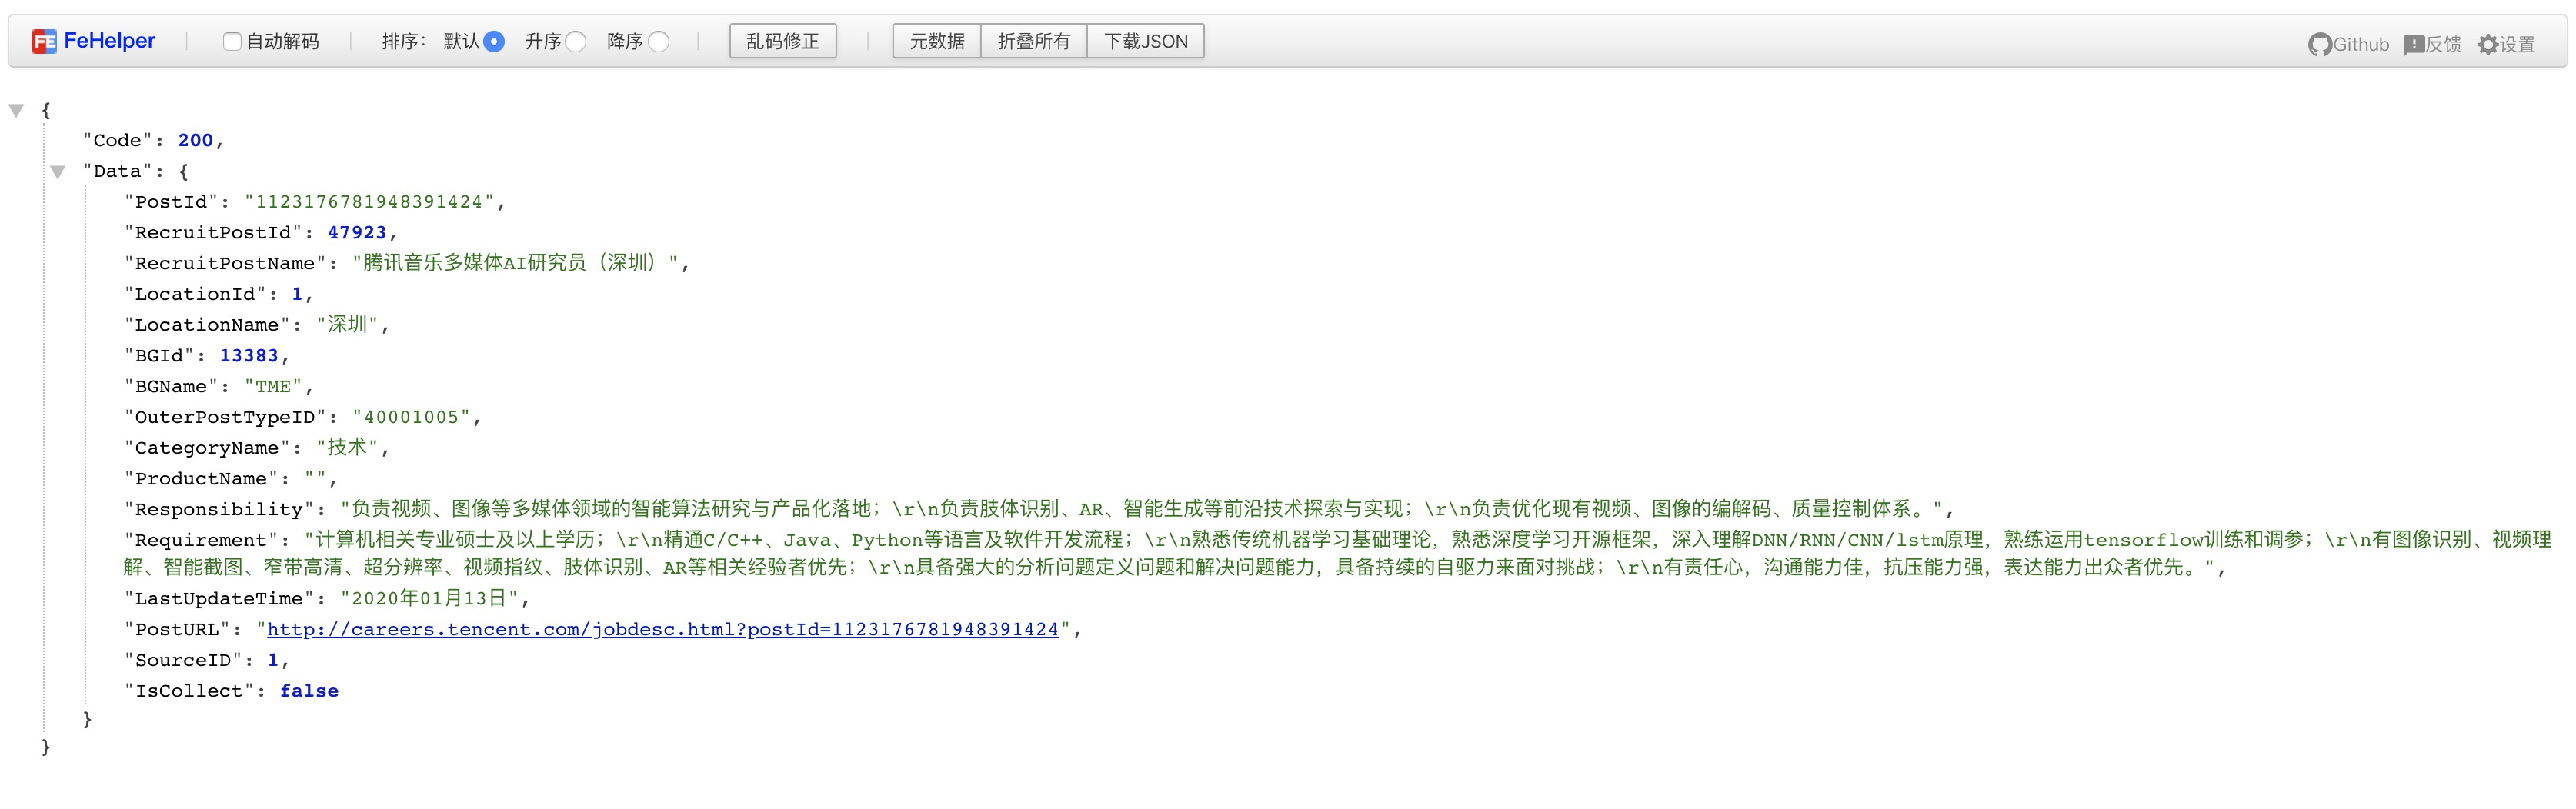 FeHelper 自动解码 排序: 默认 升序 降序 乱码修正 元数据 折叠所有 下载JSON Github 反馈 设置
{
"Code": 200,
"Data": {
"PostId": "1123176781948391424",
"RecruitPostId": 47923,
"RecruitPostName": "腾讯音乐多媒体AI研究员（深圳）",
"LocationId": 1,
"LocationName": "深圳",
"BGId": 13383,
"BGName": "TME",
"OuterPostTypeID": "40001005",
"CategoryName": "技术",
"ProductName": "",
"Responsibility": "负责视频、图像等多媒体领域的智能算法研究与产品化落地；\r\n负责肢体识别、AR、智能生成等前沿技术探索与实现；\r\n负责优化现有视频、图像的编解码、质量控制体系。",
"Requirement": "计算机相关专业硕士及以上学历；\r\n精通C/C++、Java、Python等语言及软件开发流程；\r\n熟悉传统机器学习基础理论，熟悉深度学习开源框架，深入理解DNN/RNN/CNN/lstm原理，熟练运用tensorflow训练和调参；\r\n有图像识别、视频理
解、智能截图、窄带高清、超分辨率、视频指纹、肢体识别、AR等相关经验者优先；\r\n具备强大的分析问题定义问题和解决问题能力，具备持续的自驱力来面对挑战；\r\n有责任心，沟通能力佳，抗压能力强，表达能力出众者优先。",
"LastUpdateTime": "2020年01月13日",
"PostURL": "http://careers.tencent.com/jobdesc.html?postId=1123176781948391424",
"SourceID": 1,
"IsCollect": false
}
}